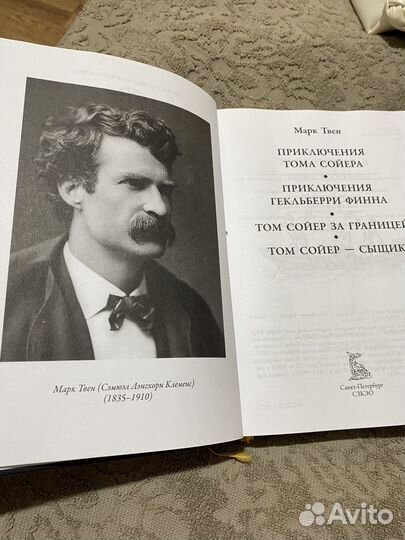 Марк Твен (Сэмюэл Лэнгхорн Клеменс)
(1835–1910)
Марк Твен
ПРИКЛЮЧЕНИЯ
ТОМА СОЙЕРА
•
ПРИКЛЮЧЕНИЯ
ГЕКЛЬБЕРРИ ФИННА
•
ТОМ СОЙЕР ЗА ГРАНИЦЕЙ
•
ТОМ СОЙЕР — СЫЩИК
Санкт-Петербург
СЗКЭО
Avito